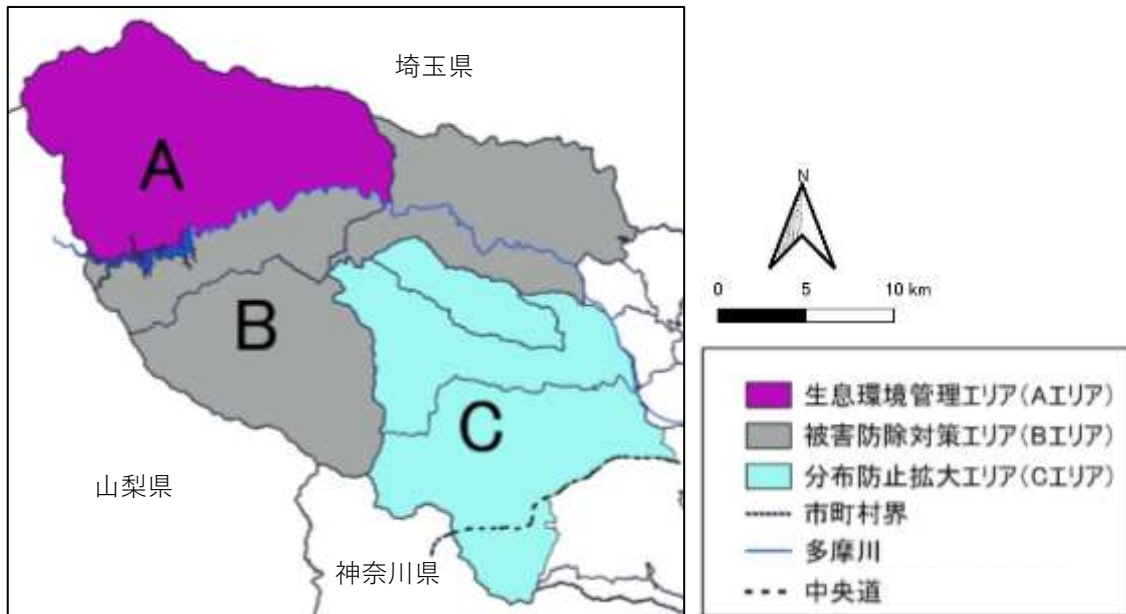 埼玉県
A
B
C
山梨県
神奈川県
N
0 5 10 km
生息環境管理エリア(Aエリア)
被害防除対策エリア(Bエリア)
分布防止拡大エリア(Cエリア)
市町村界
多摩川
中央道